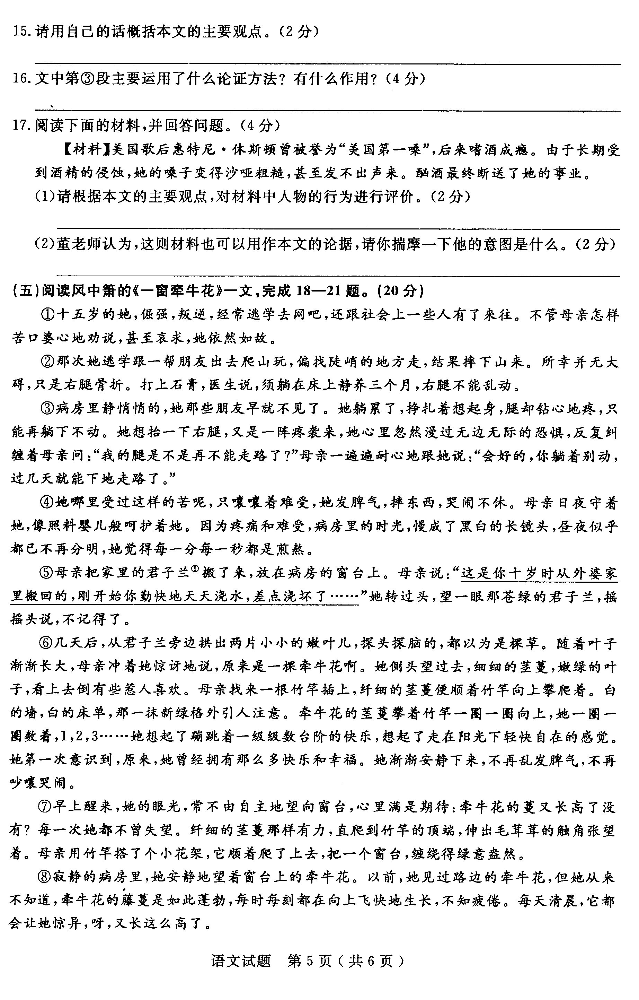 15. 请用自己的话概括本文的主要观点。(2 分)
16. 文中第③段主要运用了什么论证方法? 有什么作用?(4 分)
17. 阅读下面的材料,并回答问题。(4 分)
【材料】美国歌后惠特尼·休斯顿曾被誉为“美国第一嗓”,后来嗜酒成瘾。由于长期受
到酒精的侵蚀,她的嗓子变得沙哑粗糙,甚至发不出声来。酗酒最终断送了她的事业。
(1)请根据本文的主要观点,对材料中人物的行为进行评价。(2 分)
(2)董老师认为,这则材料也可以用作本文的论据,请你揣摩一下他的意图是什么。(2 分)
(五)阅读风中箫的《一窗牵牛花》一文,完成 18—21 题。(20 分)
①十五岁的她,倔强,叛逆,经常逃学去网吧,还跟社会上一些人有了来往。不管母亲怎样
苦口婆心地劝说,甚至哀求,她依然如故。
②那次她逃学跟一帮朋友出去爬山玩,偏找陡峭的地方走,结果摔下山来。所幸并无大
碍,只是右腿骨折。打上石膏,医生说,须躺在床上静养三个月,右腿不能乱动。
③病房里静悄悄的,她那些朋友早就不见了。她躺累了,挣扎着想起身,腿却钻心地疼,只
能再躺下不动。她想抬一下右腿,又是一阵疼袭来,她心里忽然漫过无边无际的恐惧,反复纠
缠着母亲问:“我的腿是不是再不能走路了?”母亲一遍遍耐心地跟她说:“会好的,你躺着别动,
过几天就能下地走路了。”
④她哪里受过这样的苦呢,只嚷嚷着难受,她发脾气,摔东西,哭闹不休。母亲日夜守着
她,像照料婴儿般呵护着她。因为疼痛和难受,病房里的时光,慢成了黑白的长镜头,昼夜似乎
都已不再分明,她觉得每一分每一秒都是煎熬。
⑤母亲把家里的君子兰①搬了来,放在病房的窗台上。母亲说:“这是你十岁时从外婆家
里搬回的,刚开始你勤快地天天浇水,差点浇坏了……”她转过头,望一眼那苍绿的君子兰,摇
摇头说,不记得了。
⑥几天后,从君子兰旁边拱出两片小小的嫩叶儿,探头探脑的,都以为是棵草。随着叶子
渐渐长大,母亲冲着她惊讶地说,原来是一棵牵牛花啊。她侧头望过去,细细的茎蔓,嫩绿的叶
子,看上去倒有些惹人喜欢。母亲找来一根竹竿插上,纤细的茎蔓便顺着竹竿向上攀爬着。白
的墙,白的床单,那一抹新绿格外引人注意。牵牛花的茎蔓攀着竹竿一圈一圈向上,她一圈一
圈数着,1,2,3……她想起了蹦跳着一级级数台阶的快乐,想起了走在阳光下轻快自在的感觉。
她第一次意识到,原来,她曾经拥有那么多快乐和幸福。她渐渐安静下来,不再乱发脾气,不再
吵嚷哭闹。
⑦早上醒来,她的眼光,常不由自主地望向窗台,心里满是期待:牵牛花的蔓又长高了没
有? 每一次她都不曾失望。纤细的茎蔓那样有力,直爬到竹竿的顶端,伸出毛茸茸的触角张望
着。母亲用竹竿搭了个小花架,它顺着爬了上去,把一个窗台,缠绕得绿意盎然。
⑧寂静的病房里,她安静地望着窗台上的牵牛花。以前,她见过路边的牵牛花,但她从来
不知道,牵牛花的藤蔓是如此蓬勃,每时每刻都在向上飞快地生长,不知疲倦。每天清晨,它都
会让她惊异,呀,又长这么高了。
语文试题 第 5 页 ( 共 6 页 )